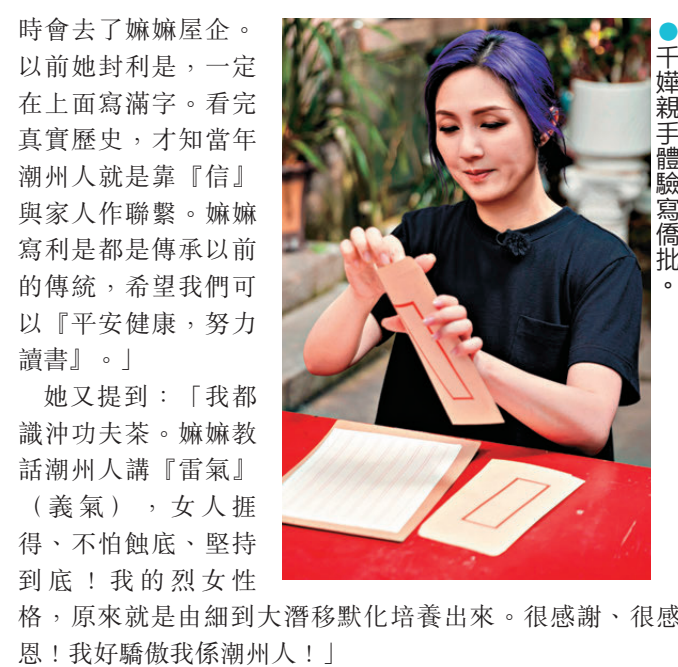 時會去了嫲嫲屋企。
以前她封利是，一定
在上面寫滿字。看完
真實歷史，才知當年
潮州人就是靠『信』
與家人作聯繫。嫲嫲
寫利是都是傳承以前
的傳統，希望我們可
以『平安健康，努力
讀書』。」
她又提到：「我都
識沖功夫茶。嫲嫲教
話潮州人講『雷氣』
（義氣），女人捱
得、不怕蝕底、堅持
到底！我的烈女性
格，原來就是由細到大潛移默化培養出來。很感謝、很感
恩！我好驕傲我係潮州人！」
●千嬅親手體驗寫僑批。